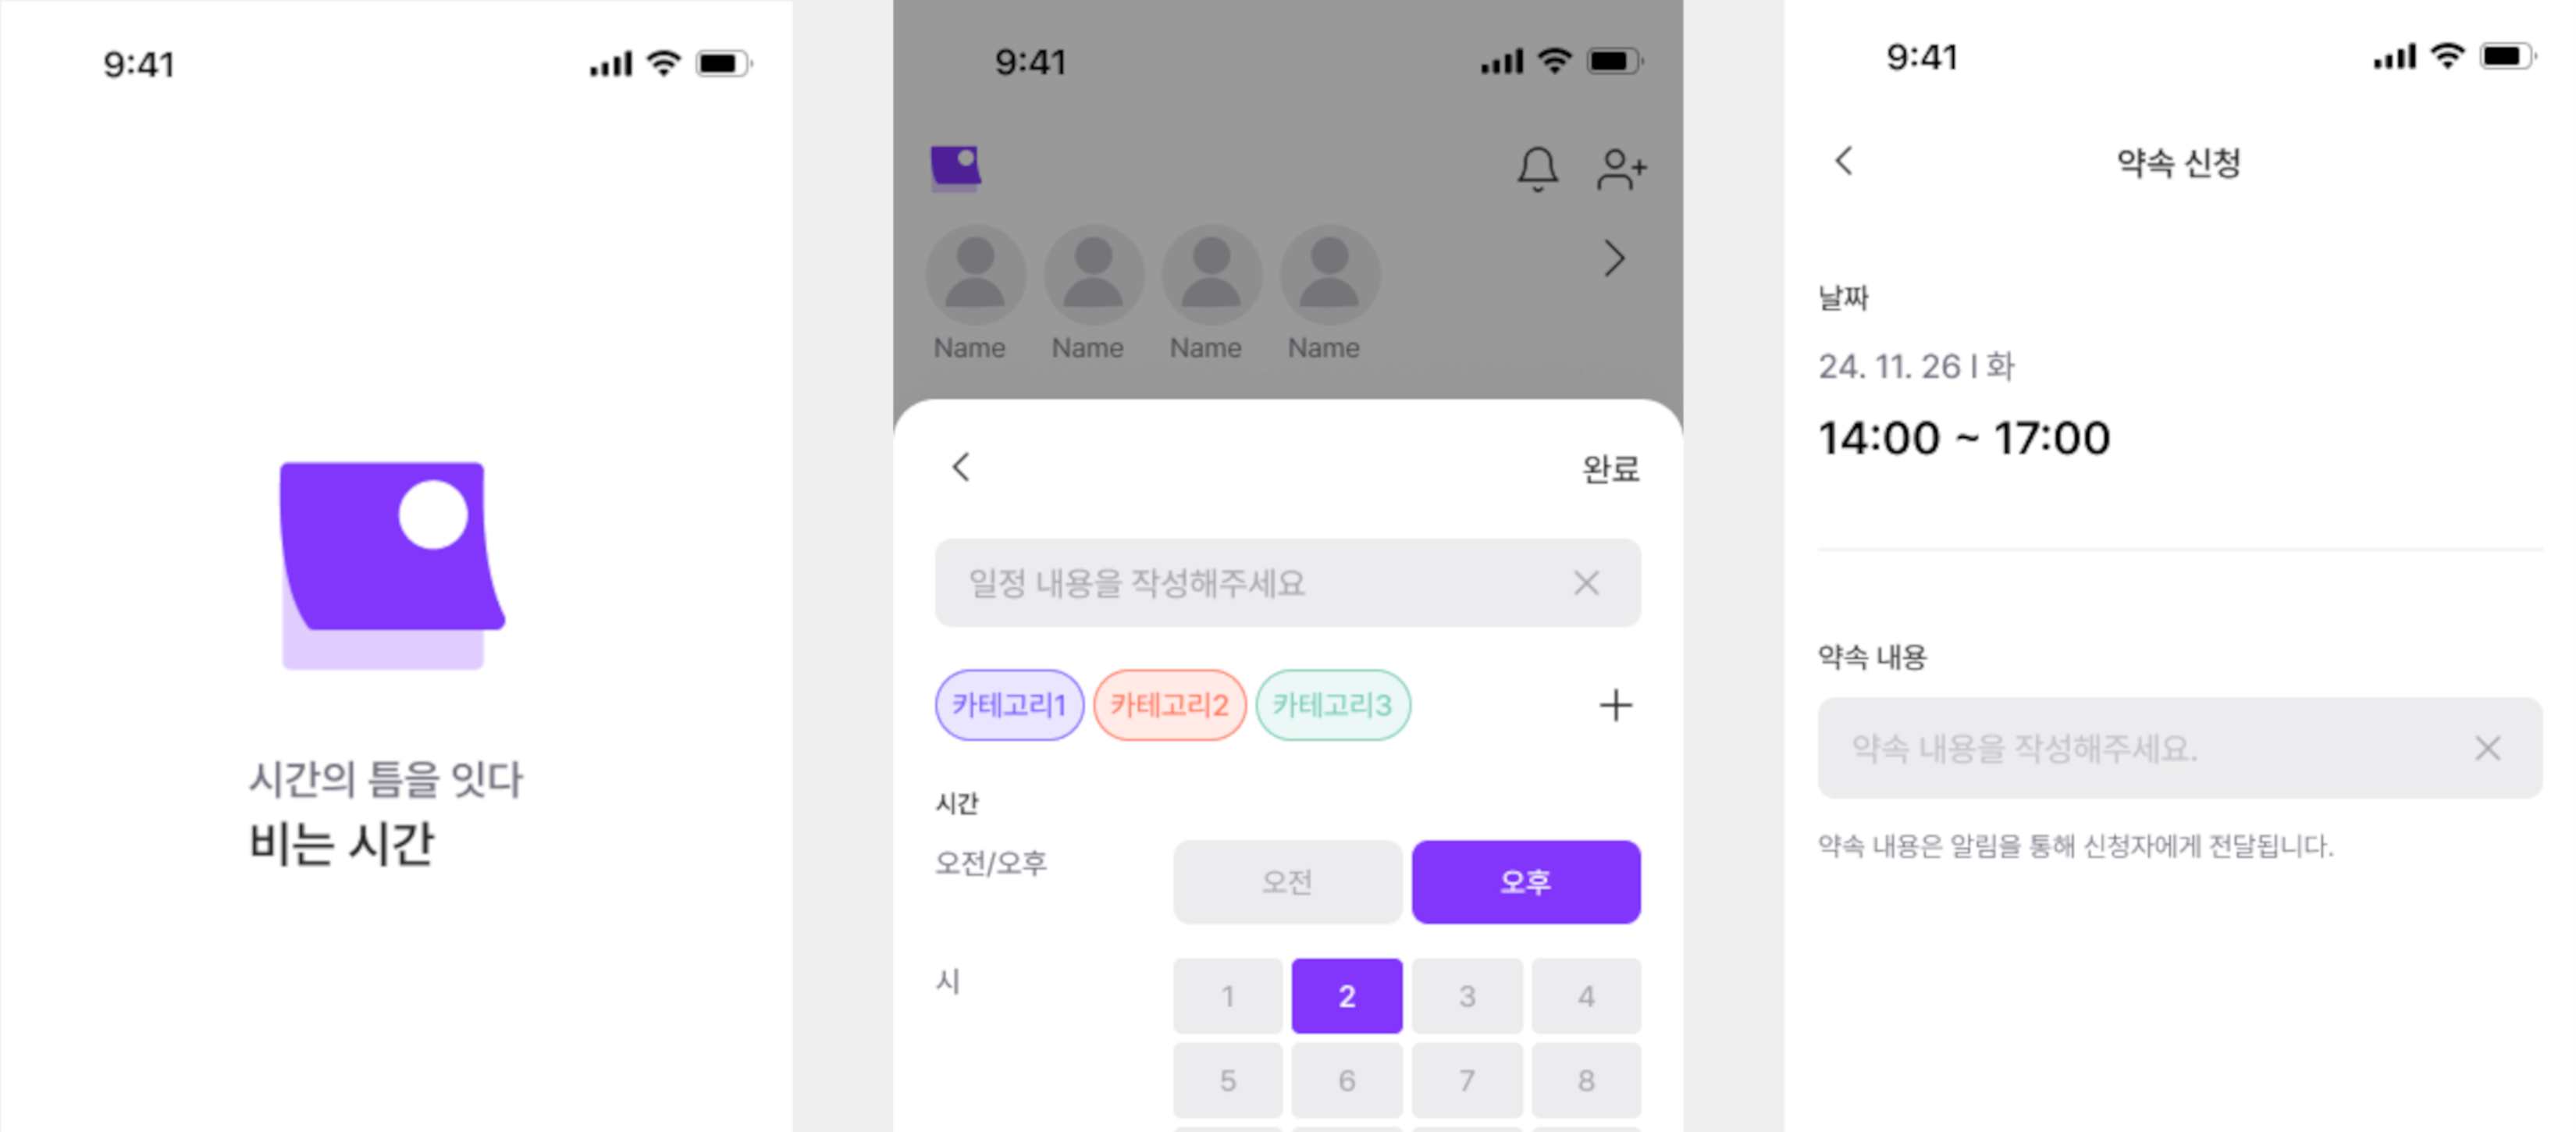 9:41
시간의 틈을 잇다
비는 시간
9:41
Name Name Name Name
완료
일정 내용을 작성해주세요
카테고리1 카테고리2 카테고리3
시간
오전/오후 오전 오후
시 1 2 3 4
5 6 7 8
9:41
약속 신청
날짜
24. 11. 26 l 화
14:00 ~ 17:00
약속 내용
약속 내용을 작성해주세요.
약속 내용은 알림을 통해 신청자에게 전달됩니다.